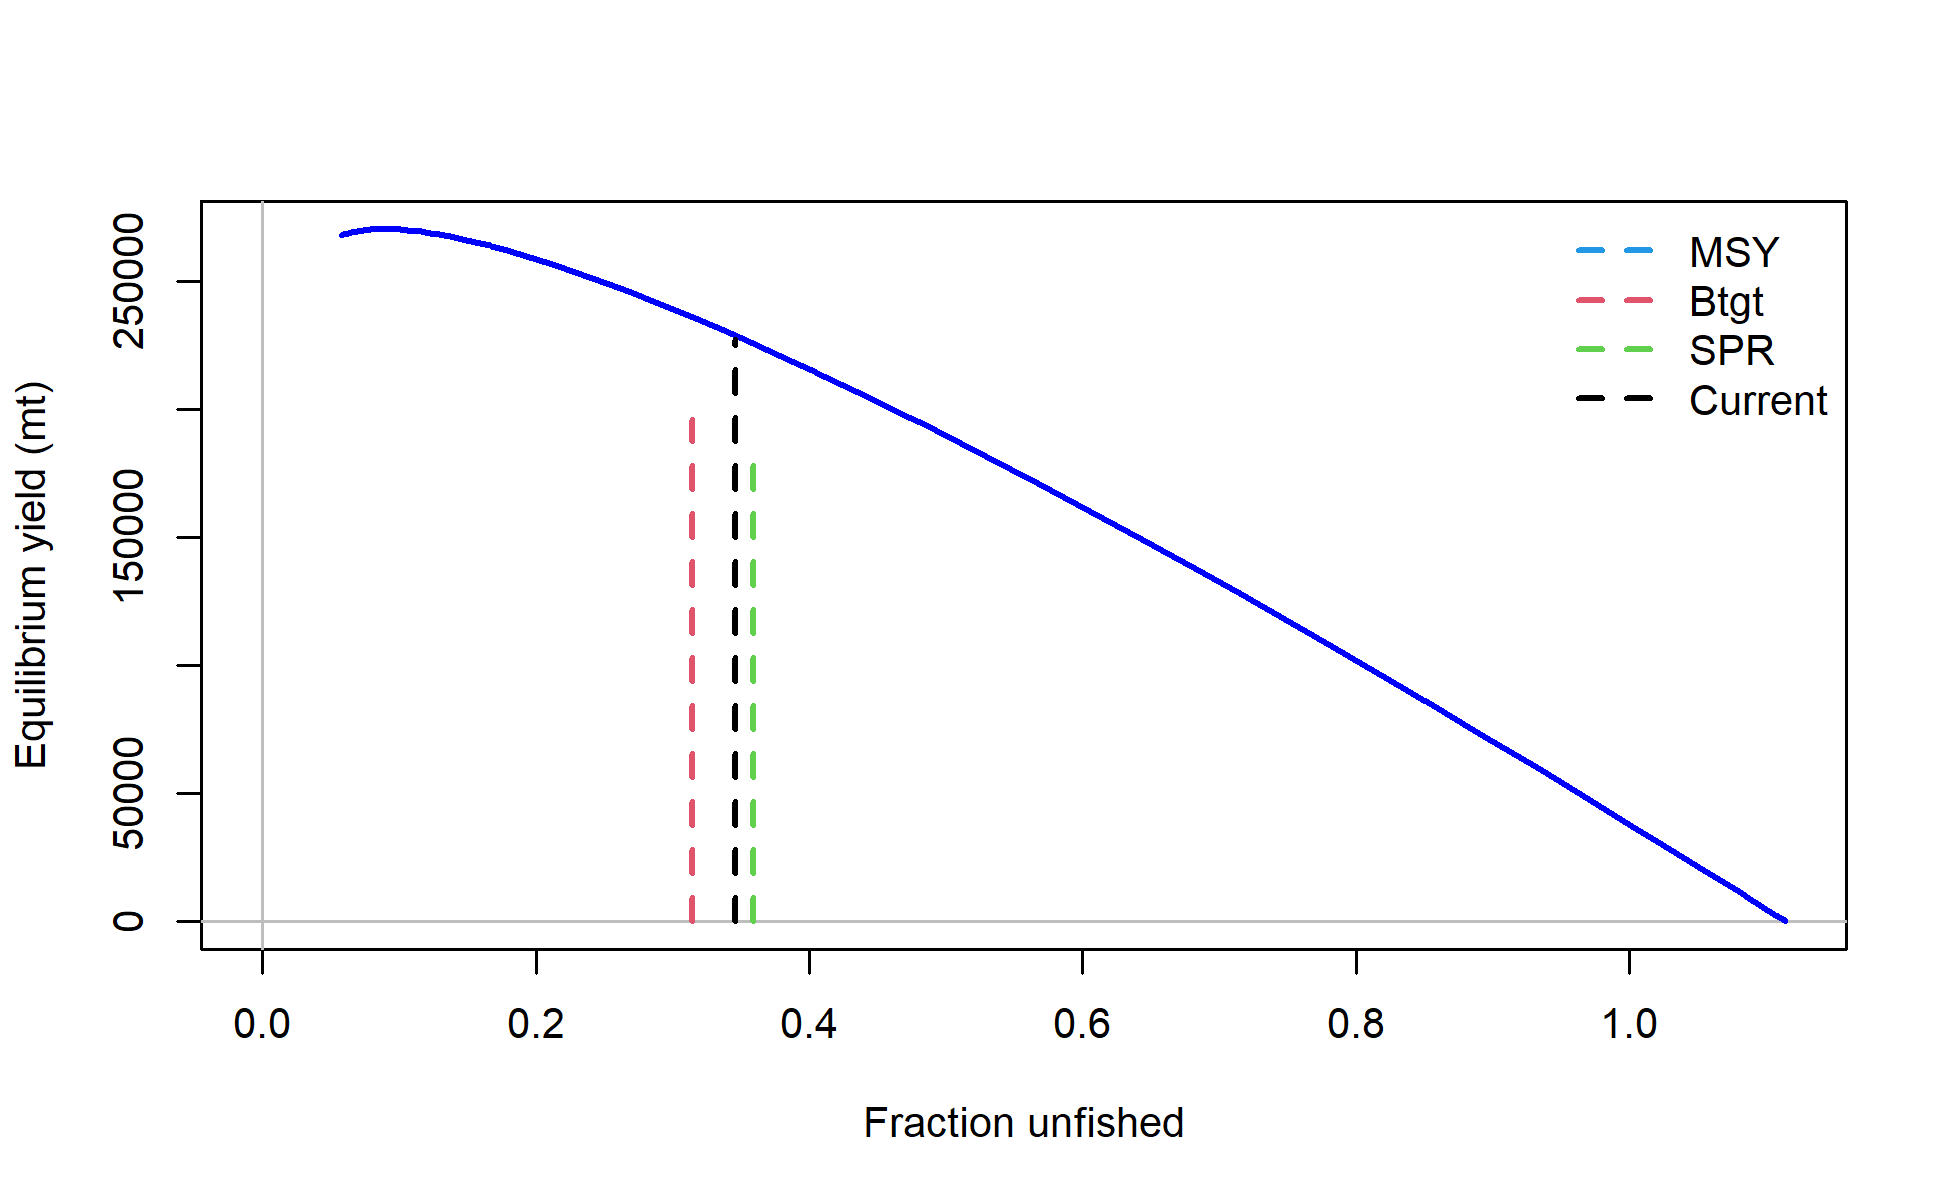 Equilibrium yield (mt)
250000
150000
50000
0
MSY
Btgt
SPR
Current
0.0 0.2 0.4 0.6 0.8 1.0
Fraction unfished